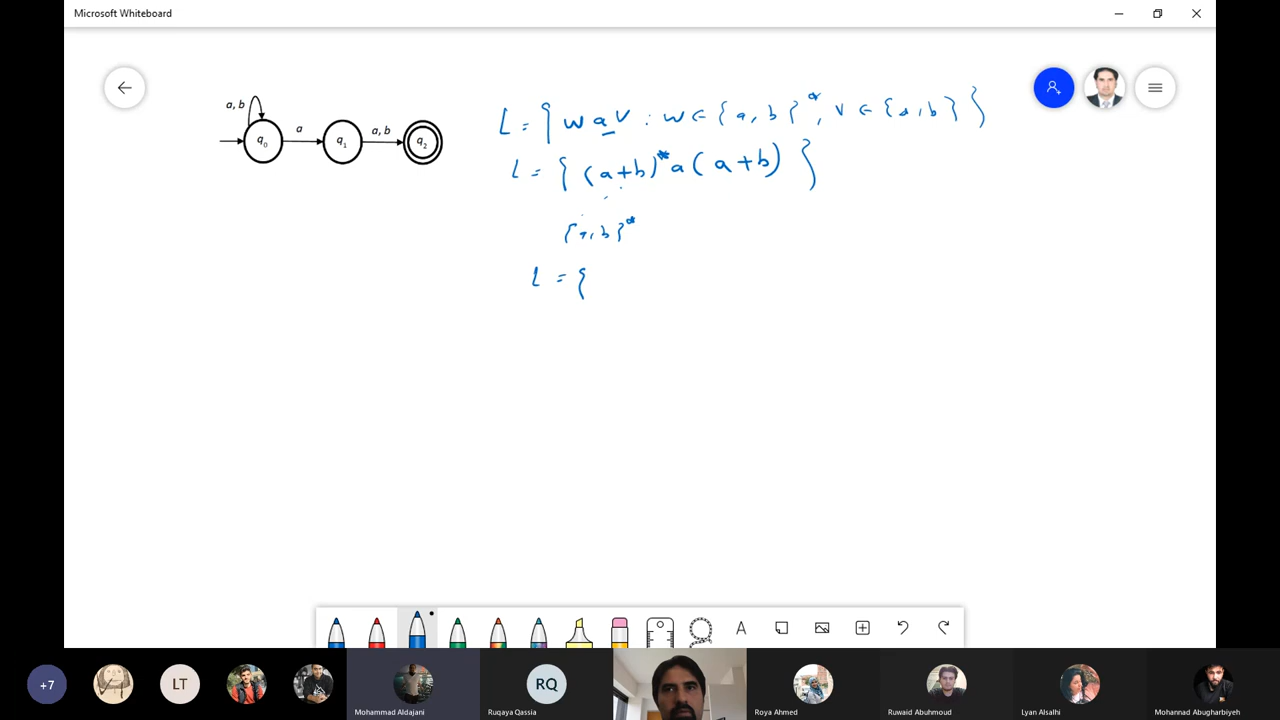 Microsoft Whiteboard
a, b
a
a, b
q0
q1
q2
L = { w a v : w ∈ { a, b }*, v ∈ { a, b } }
L = { (a+b)* a (a+b) }
{ a, b }*
L = {
A
+7
LT
RQ
Mohammad Aldajani
Ruqaya Qassia
Roya Ahmed
Ruwaid Abuhmoud
Lyan Alsalhi
Mohannad Abugharbiyeh